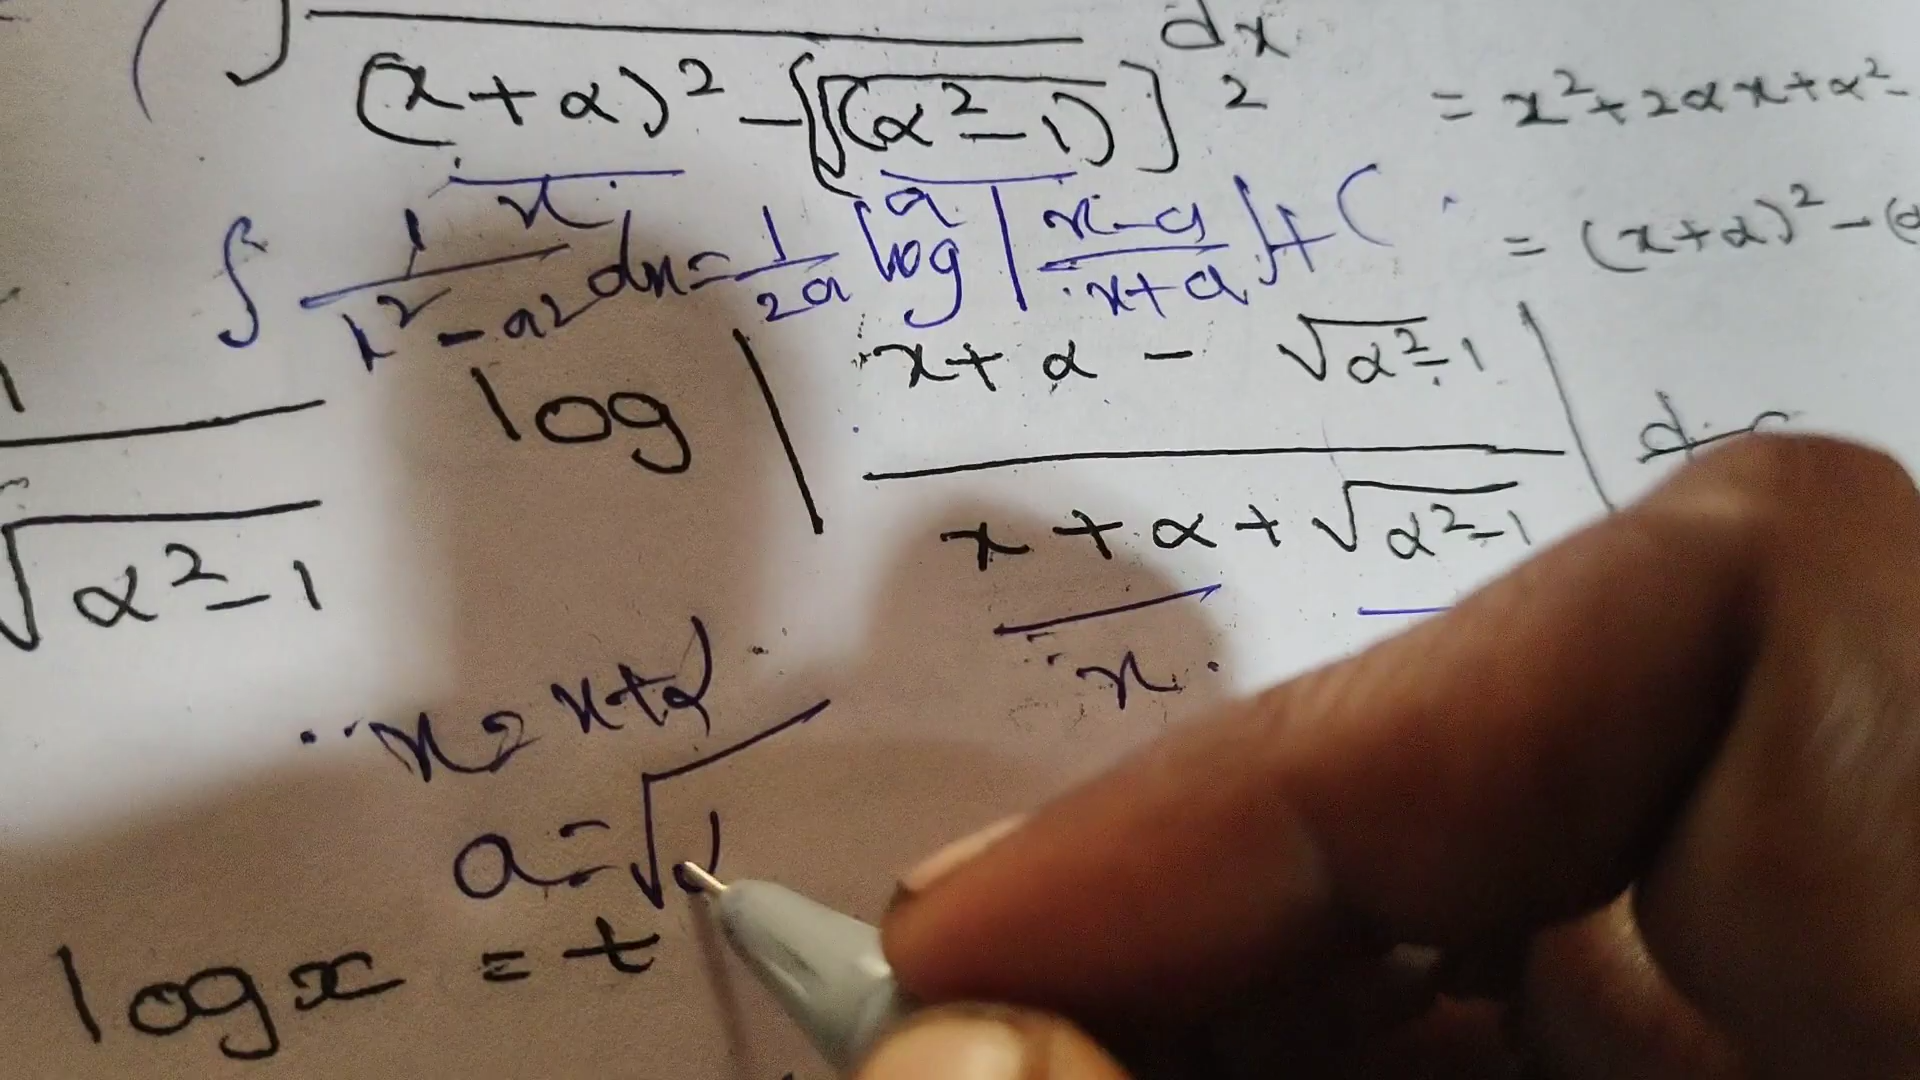 ∫ ―――――― dx
(x+α)² - {√(α²-1)}²
= x²+2αx+α²-
x a
∫ 1/(x²-a²) dx = 1/2a log |x-a/x+a| + C
= (x+α)² - (α
1/√α²-1 log | x+α - √α²-1 / x+α+√α²-1 |
x
x = x+α
a = √
log x = t